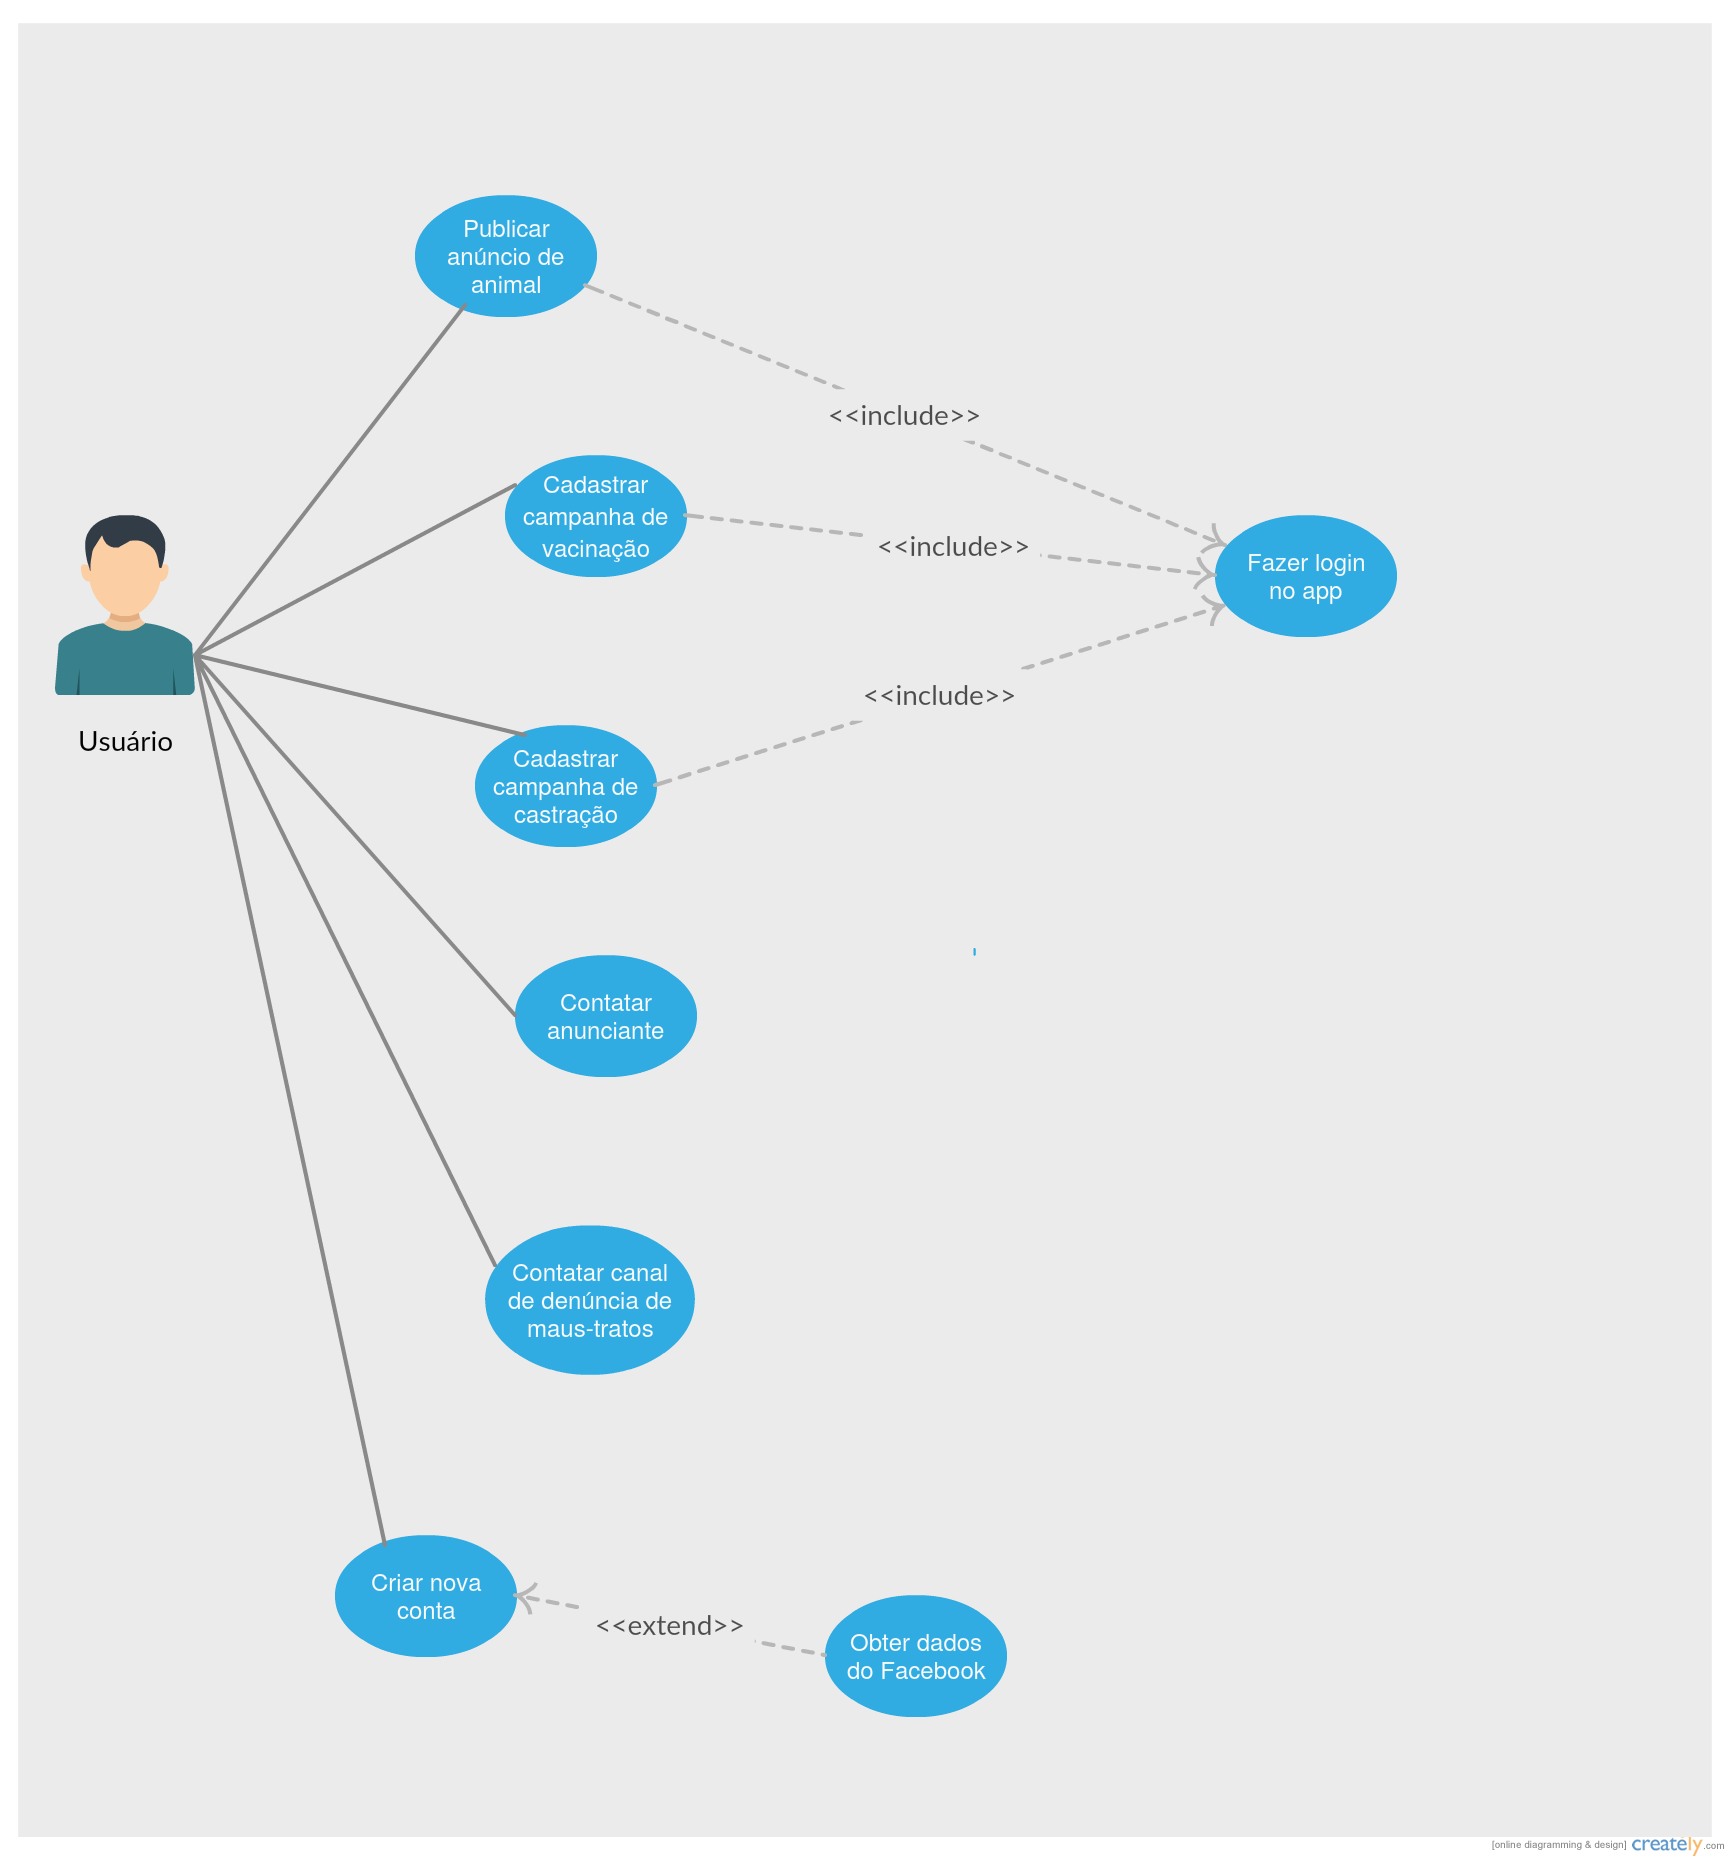 Publicar
anúncio de
animal
<<include>>
Cadastrar
campanha de
vacinação
<<include>>
Fazer login
no app
<<include>>
Usuário
Cadastrar
campanha de
castração
Contatar
anunciante
Contatar canal
de denúncia de
maus-tratos
Criar nova
conta
<<extend>>
Obter dados
do Facebook
[online diagramming & design] creately.com